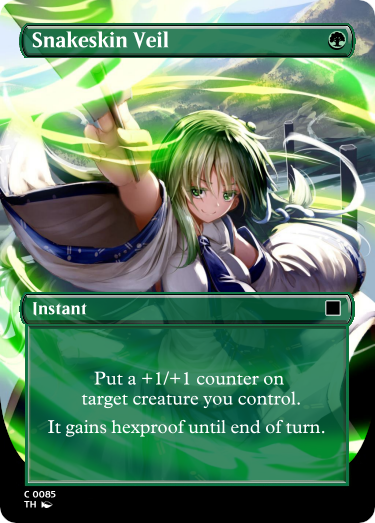 Snakeskin Veil
Instant
Put a +1/+1 counter on
target creature you control.
It gains hexproof until end of turn.
C 0085
TH